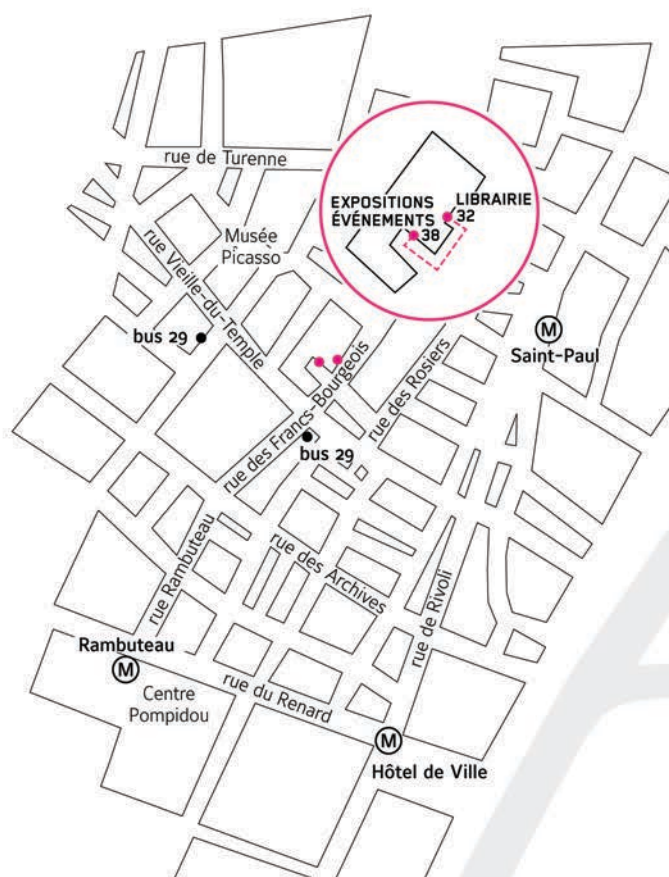 rue de Turenne
EXPOSITIONS
ÉVÉNEMENTS
38
LIBRAIRIE
32
Musée
Picasso
rue Vieille-du-Temple
bus 29
Saint-Paul
M
rue des Francs-Bourgeois
rue des Rosiers
bus 29
rue Rambuteau
rue des Archives
rue de Rivoli
Rambuteau
M
Centre
Pompidou
rue du Renard
M
Hôtel de Ville